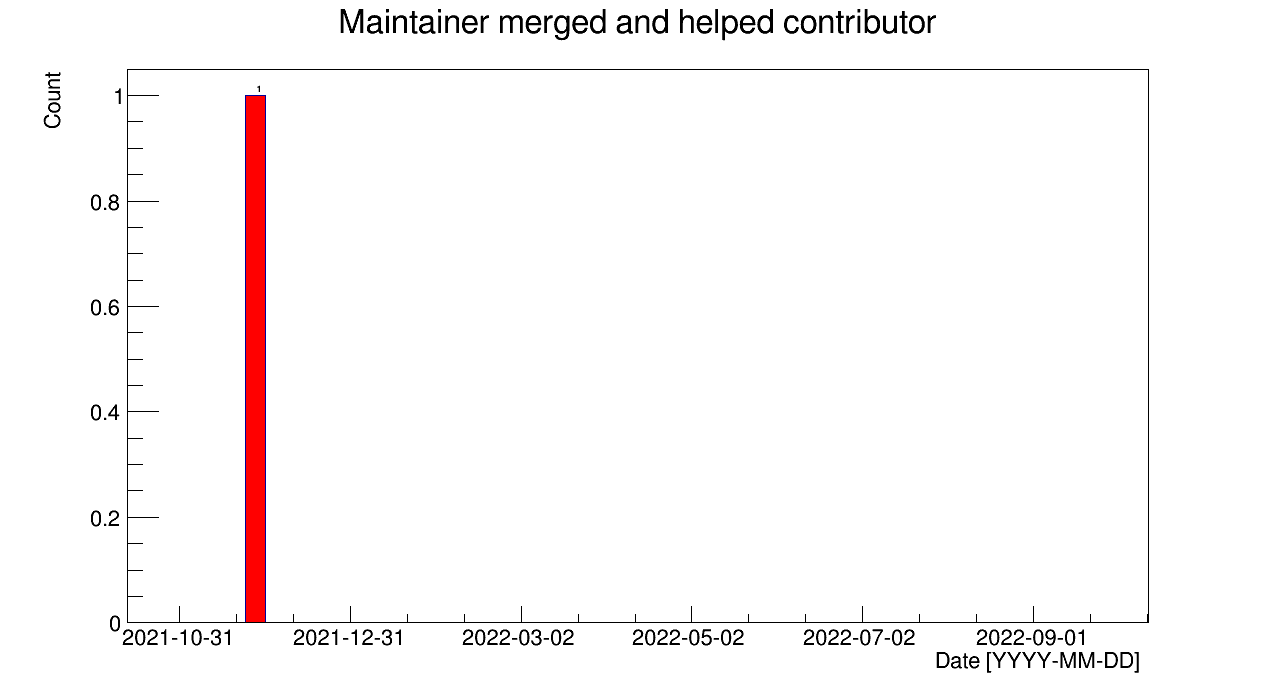 Maintainer merged and helped contributor
Count
1
1
0.8
0.6
0.4
0.2
0
2021-10-31 2021-12-31 2022-03-02 2022-05-02 2022-07-02 2022-09-01
Date [YYYY-MM-DD]